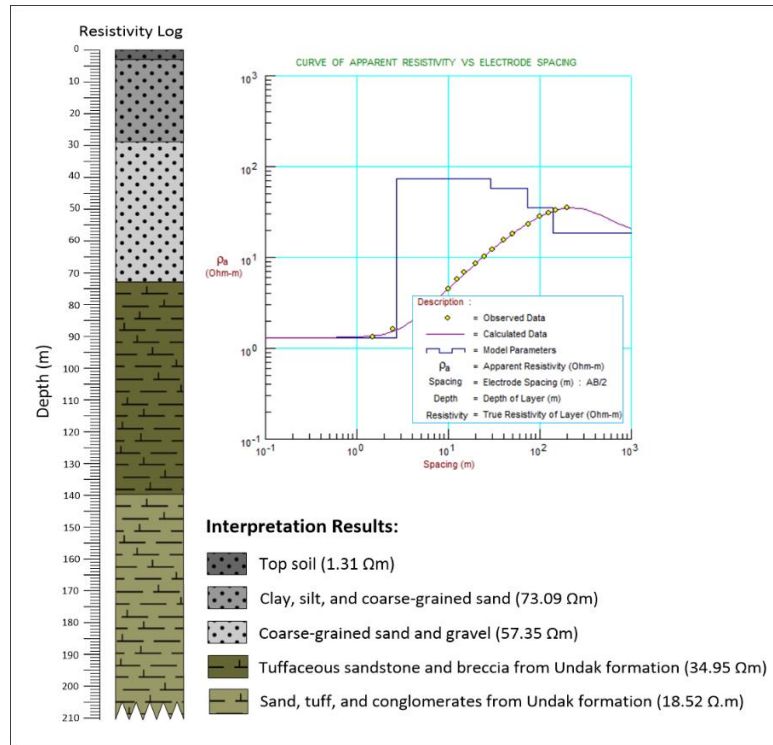 Resistivity Log
Depth (m)
0
10
20
30
40
50
60
70
80
90
100
110
120
130
140
150
160
170
180
190
200
210
CURVE OF APPARENT RESISTIVITY VS ELECTRODE SPACING
10³
10²
10¹
10⁰
10⁻¹
ρa
(Ohm-m)
10⁻¹ 10⁰ 10¹ 10² 10³
Spacing (m)
Description :
= Observed Data
= Calculated Data
= Model Parameters
ρa = Apparent Resistivity (Ohm-m)
Spacing = Electrode Spacing (m) : AB/2
Depth = Depth of Layer (m)
Resistivity = True Resistivity of Layer (Ohm-m)
Interpretation Results:
Top soil (1.31 Ωm)
Clay, silt, and coarse-grained sand (73.09 Ωm)
Coarse-grained sand and gravel (57.35 Ωm)
Tuffaceous sandstone and breccia from Undak formation (34.95 Ωm)
Sand, tuff, and conglomerates from Undak formation (18.52 Ω.m)